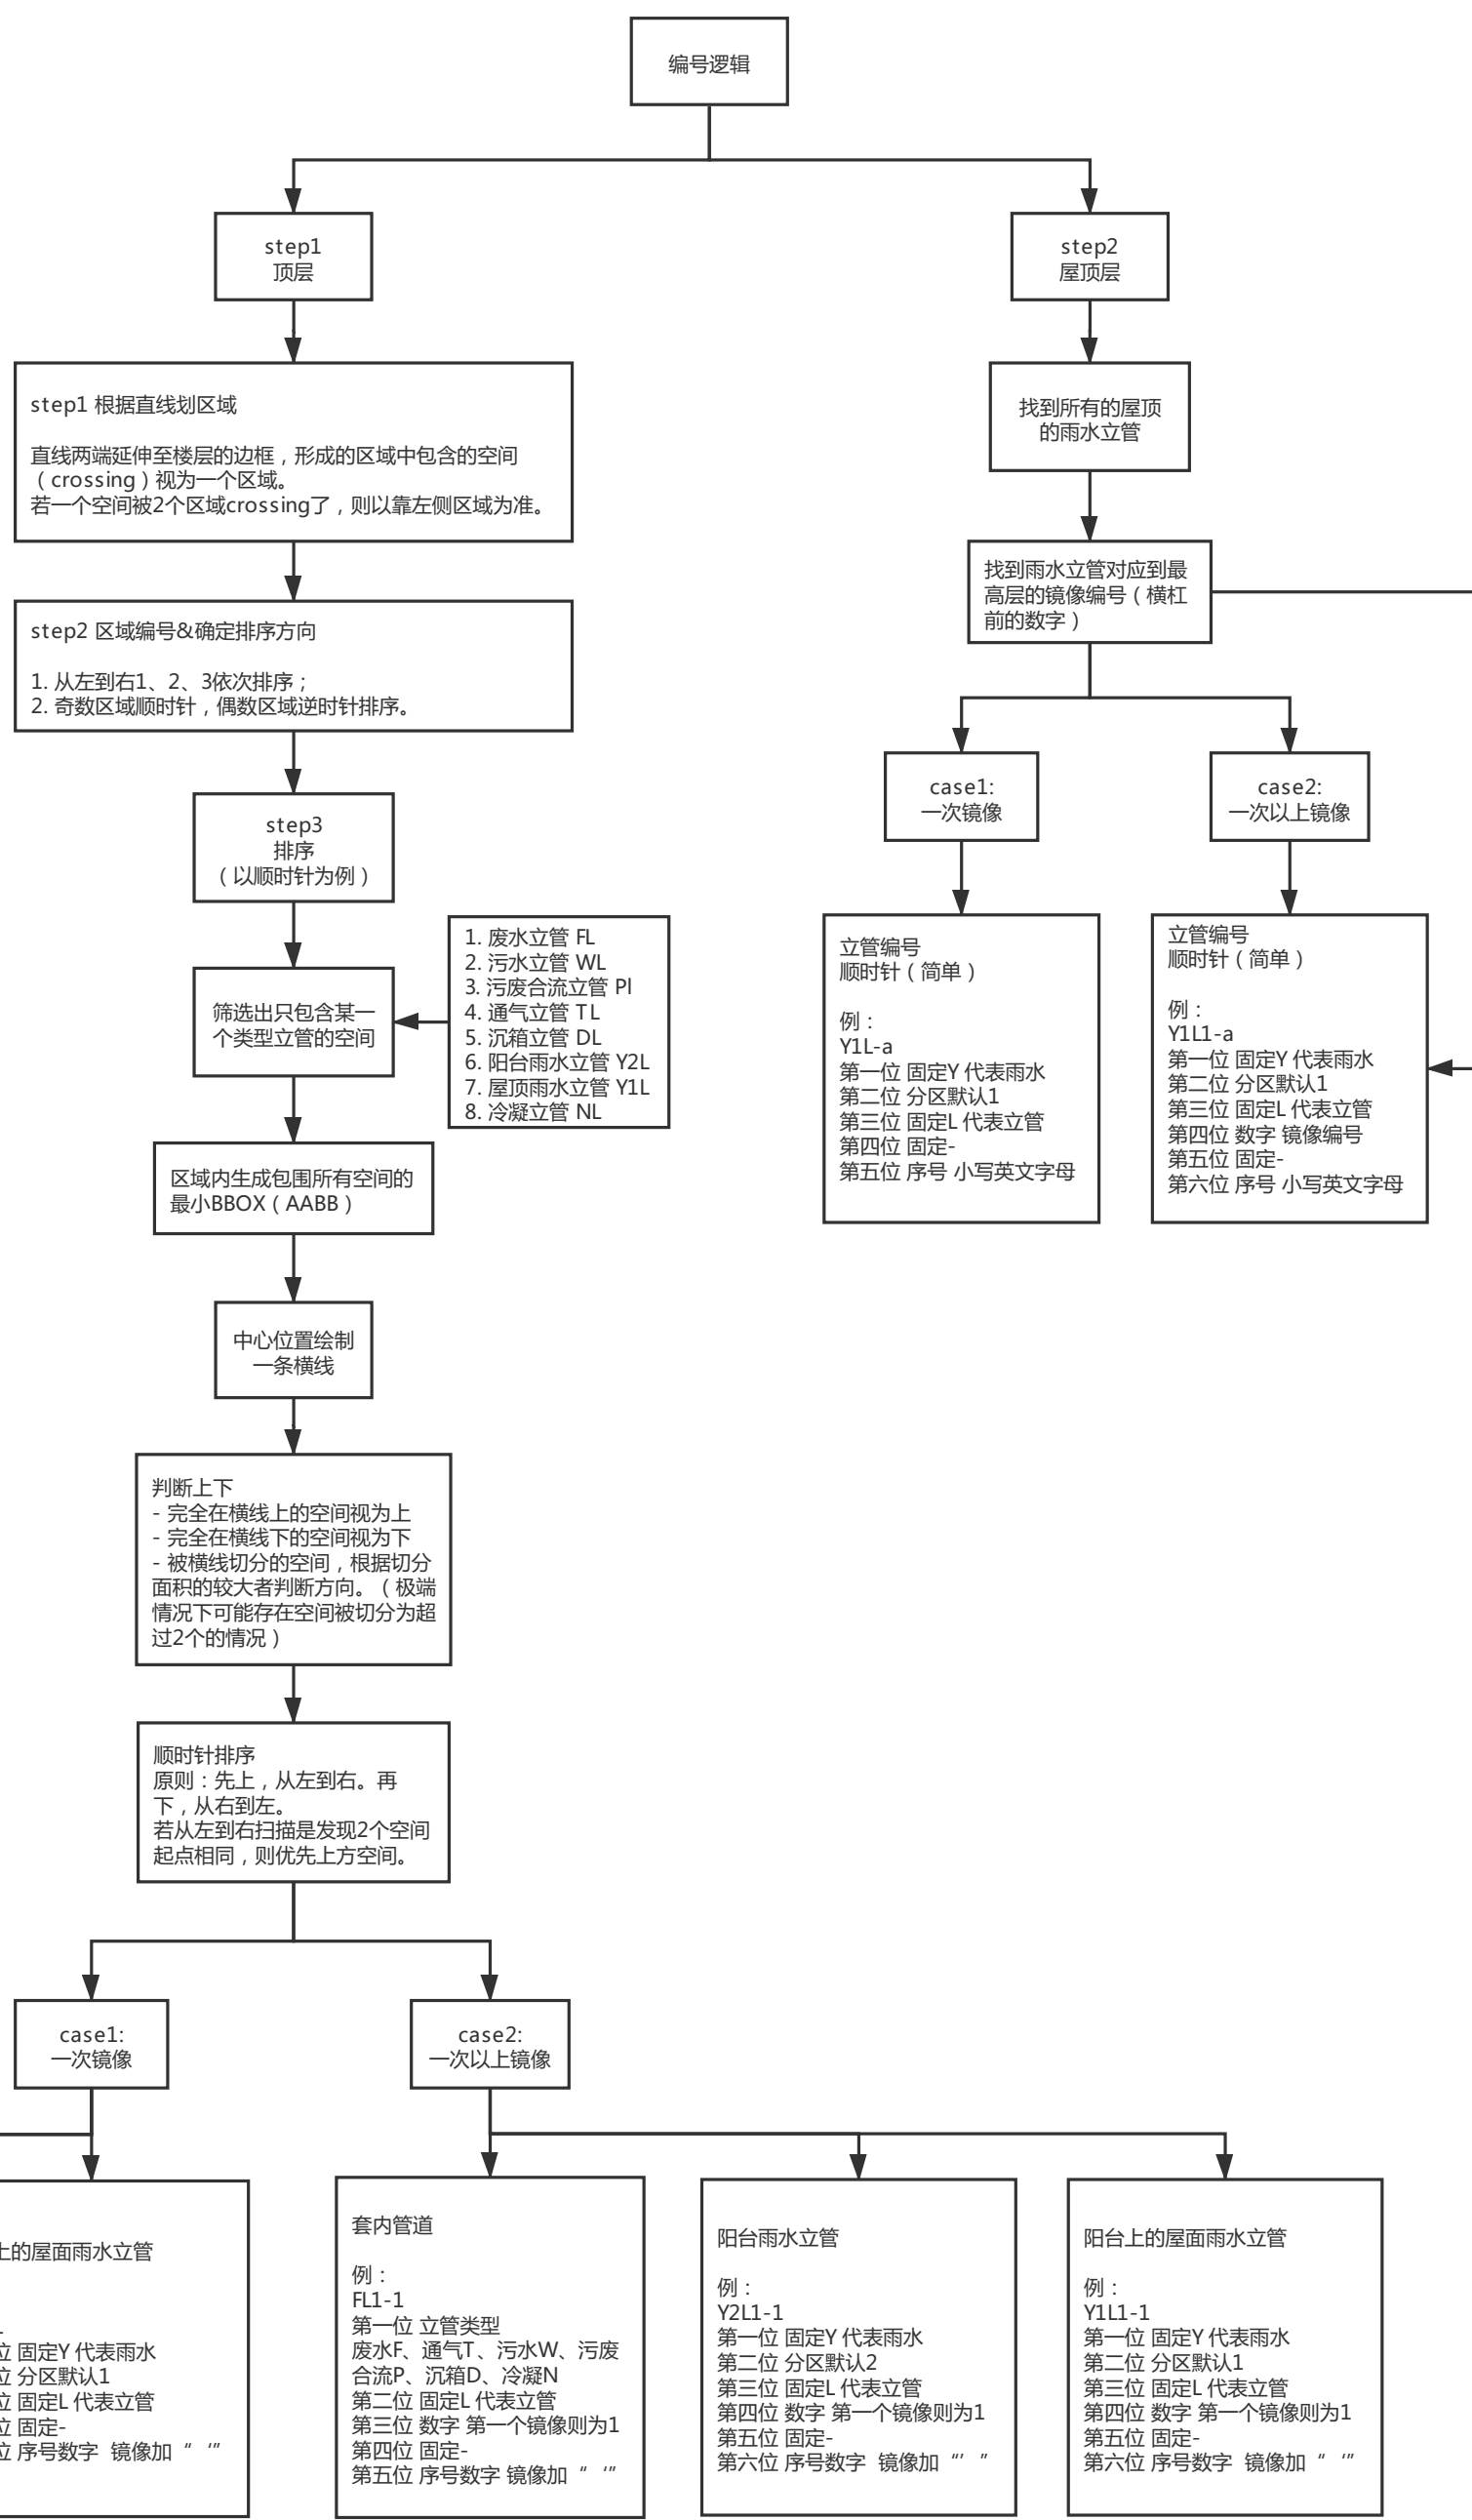 编号逻辑
step1
顶层
step2
屋顶层
step1 根据直线划区域
直线两端延伸至楼层的边框，形成的区域中包含的空间
（crossing）视为一个区域。
若一个空间被2个区域crossing了，则以靠左侧区域为准。
找到所有的屋顶
的雨水立管
找到雨水立管对应到最
高层的镜像编号（横杠
前的数字）
step2 区域编号&确定排序方向
1. 从左到右1、2、3依次排序；
2. 奇数区域顺时针，偶数区域逆时针排序。
case1:
一次镜像
case2:
一次以上镜像
step3
排序
（以顺时针为例）
1. 废水立管 FL
2. 污水立管 WL
3. 污废合流立管 Pl
4. 通气立管 TL
5. 沉箱立管 DL
6. 阳台雨水立管 Y2L
7. 屋顶雨水立管 Y1L
8. 冷凝立管 NL
筛选出只包含某一
个类型立管的空间
立管编号
顺时针（简单）
例：
Y1L-a
第一位 固定Y 代表雨水
第二位 分区默认1
第三位 固定L 代表立管
第四位 固定-
第五位 序号 小写英文字母
立管编号
顺时针（简单）
例：
Y1L1-a
第一位 固定Y 代表雨水
第二位 分区默认1
第三位 固定L 代表立管
第四位 数字 镜像编号
第五位 固定-
第六位 序号 小写英文字母
区域内生成包围所有空间的
最小BBOX（AABB）
中心位置绘制
一条横线
判断上下
- 完全在横线上的空间视为上
- 完全在横线下的空间视为下
- 被横线切分的空间，根据切分
面积的较大者判断方向。（极端
情况下可能存在空间被切分为超
过2个的情况）
顺时针排序
原则：先上，从左到右。再
下，从右到左。
若从左到右扫描是发现2个空间
起点相同，则优先上方空间。
case1:
一次镜像
case2:
一次以上镜像
上的屋面雨水立管
位 固定Y 代表雨水
位 分区默认1
位 固定L 代表立管
位 固定-
位 序号数字 镜像加“ ‘”
套内管道
例：
FL1-1
第一位 立管类型
废水F、通气T、污水W、污废
合流P、沉箱D、冷凝N
第二位 固定L 代表立管
第三位 数字 第一个镜像则为1
第四位 固定-
第五位 序号数字 镜像加“ ‘”
阳台雨水立管
例：
Y2L1-1
第一位 固定Y 代表雨水
第二位 分区默认2
第三位 固定L 代表立管
第四位 数字 第一个镜像则为1
第五位 固定-
第六位 序号数字 镜像加“’ ”
阳台上的屋面雨水立管
例：
Y1L1-1
第一位 固定Y 代表雨水
第二位 分区默认1
第三位 固定L 代表立管
第四位 数字 第一个镜像则为1
第五位 固定-
第六位 序号数字 镜像加“ ‘”